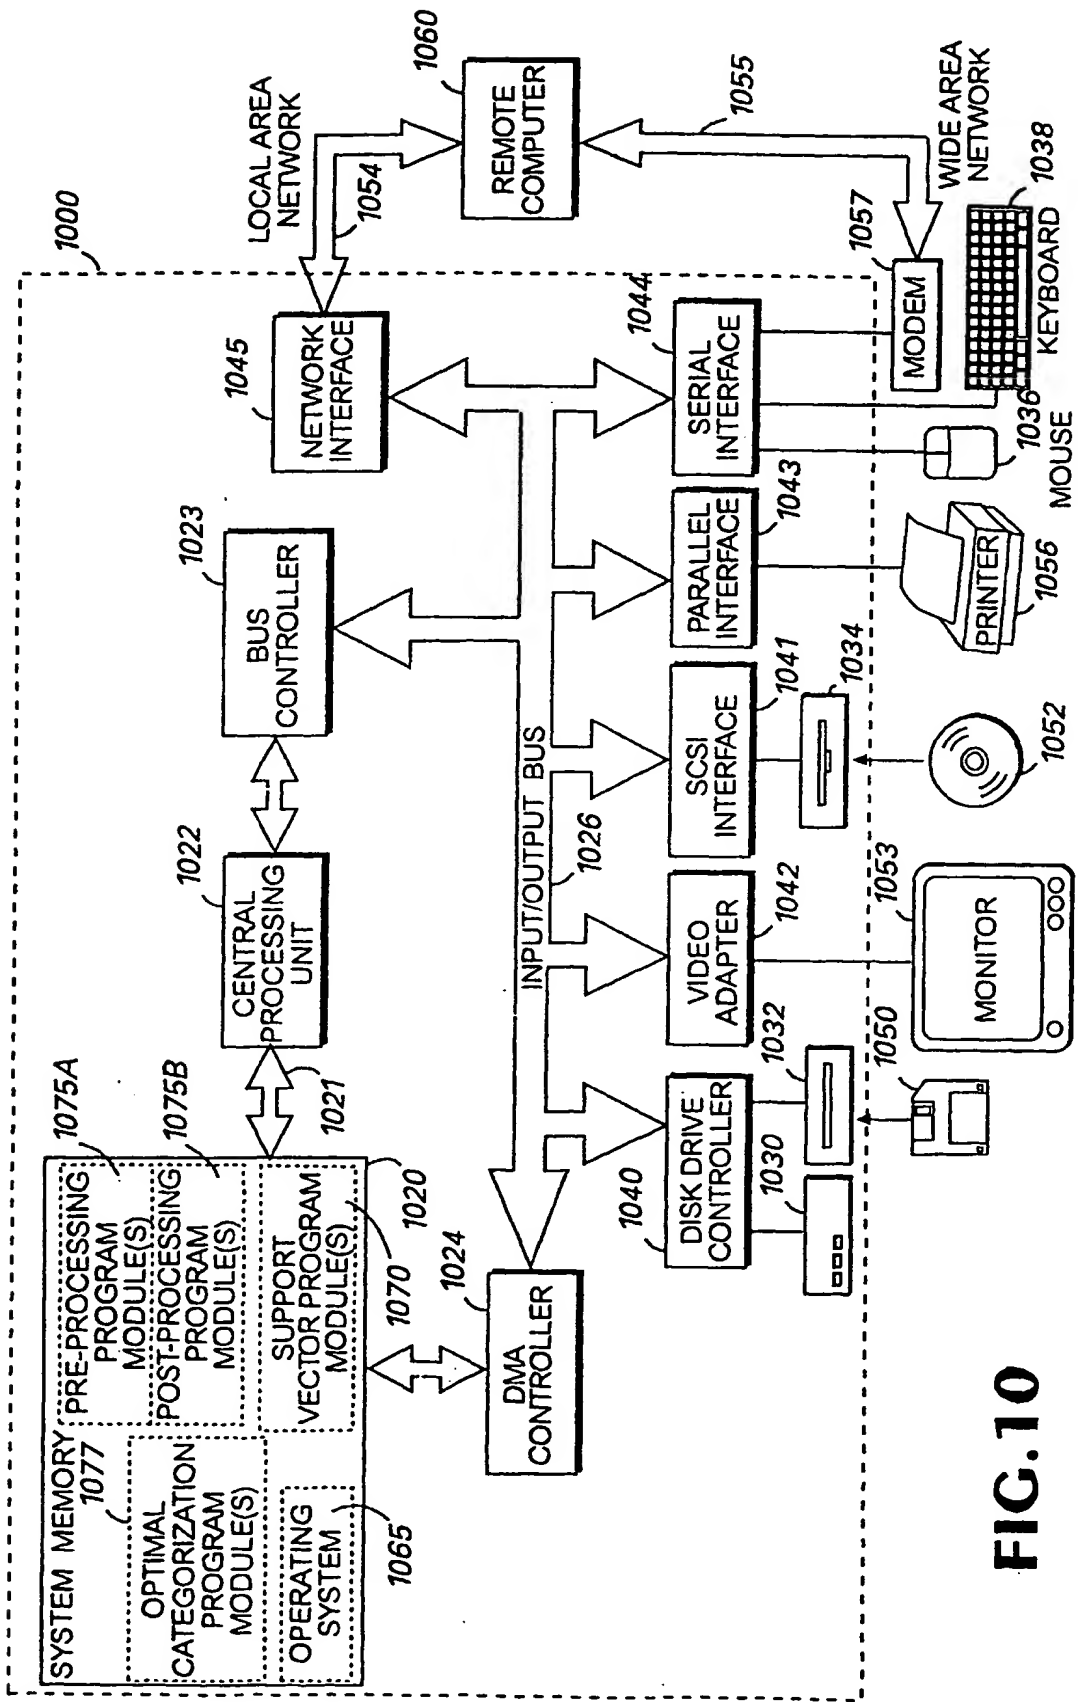 1000
SYSTEM MEMORY
1077
OPTIMAL
CATEGORIZATION
PROGRAM
MODULE(S)
OPERATING
SYSTEM
1065
PRE-PROCESSING
PROGRAM
MODULE(S)
POST-PROCESSING
PROGRAM
MODULE(S)
SUPPORT
VECTOR PROGRAM
MODULE(S)
1075A
1075B
1070
1020
1021
1022
CENTRAL
PROCESSING
UNIT
1023
BUS
CONTROLLER
1045
NETWORK
INTERFACE
LOCAL AREA
NETWORK
1054
1060
REMOTE
COMPUTER
1055
WIDE AREA
NETWORK
1024
DMA
CONTROLLER
INPUT/OUTPUT BUS
1026
1040
DISK DRIVE
CONTROLLER
1030
1032
1042
VIDEO
ADAPTER
1041
SCSI
INTERFACE
1034
1043
PARALLEL
INTERFACE
1044
SERIAL
INTERFACE
1057
MODEM
1050
1053
MONITOR
1052
PRINTER
1056
1036
MOUSE
1038
KEYBOARD
FIG.10